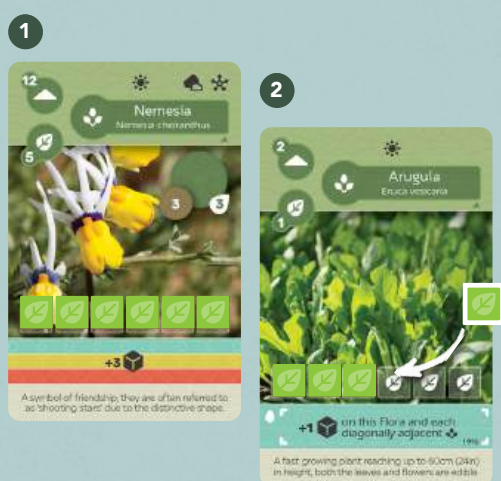 1
12
Nemesia
Nemesia cheiranthus
5
3
3
+3
A symbol of friendship, they are often referred to
as 'shooting stars' due to the distinctive shape.
2
2
Arugula
Eruca vesicaria
1
+1 on this Flora and each
diagonally adjacent
A fast growing plant reaching up to 60cm (24in)
in height, both the leaves and flowers are edible